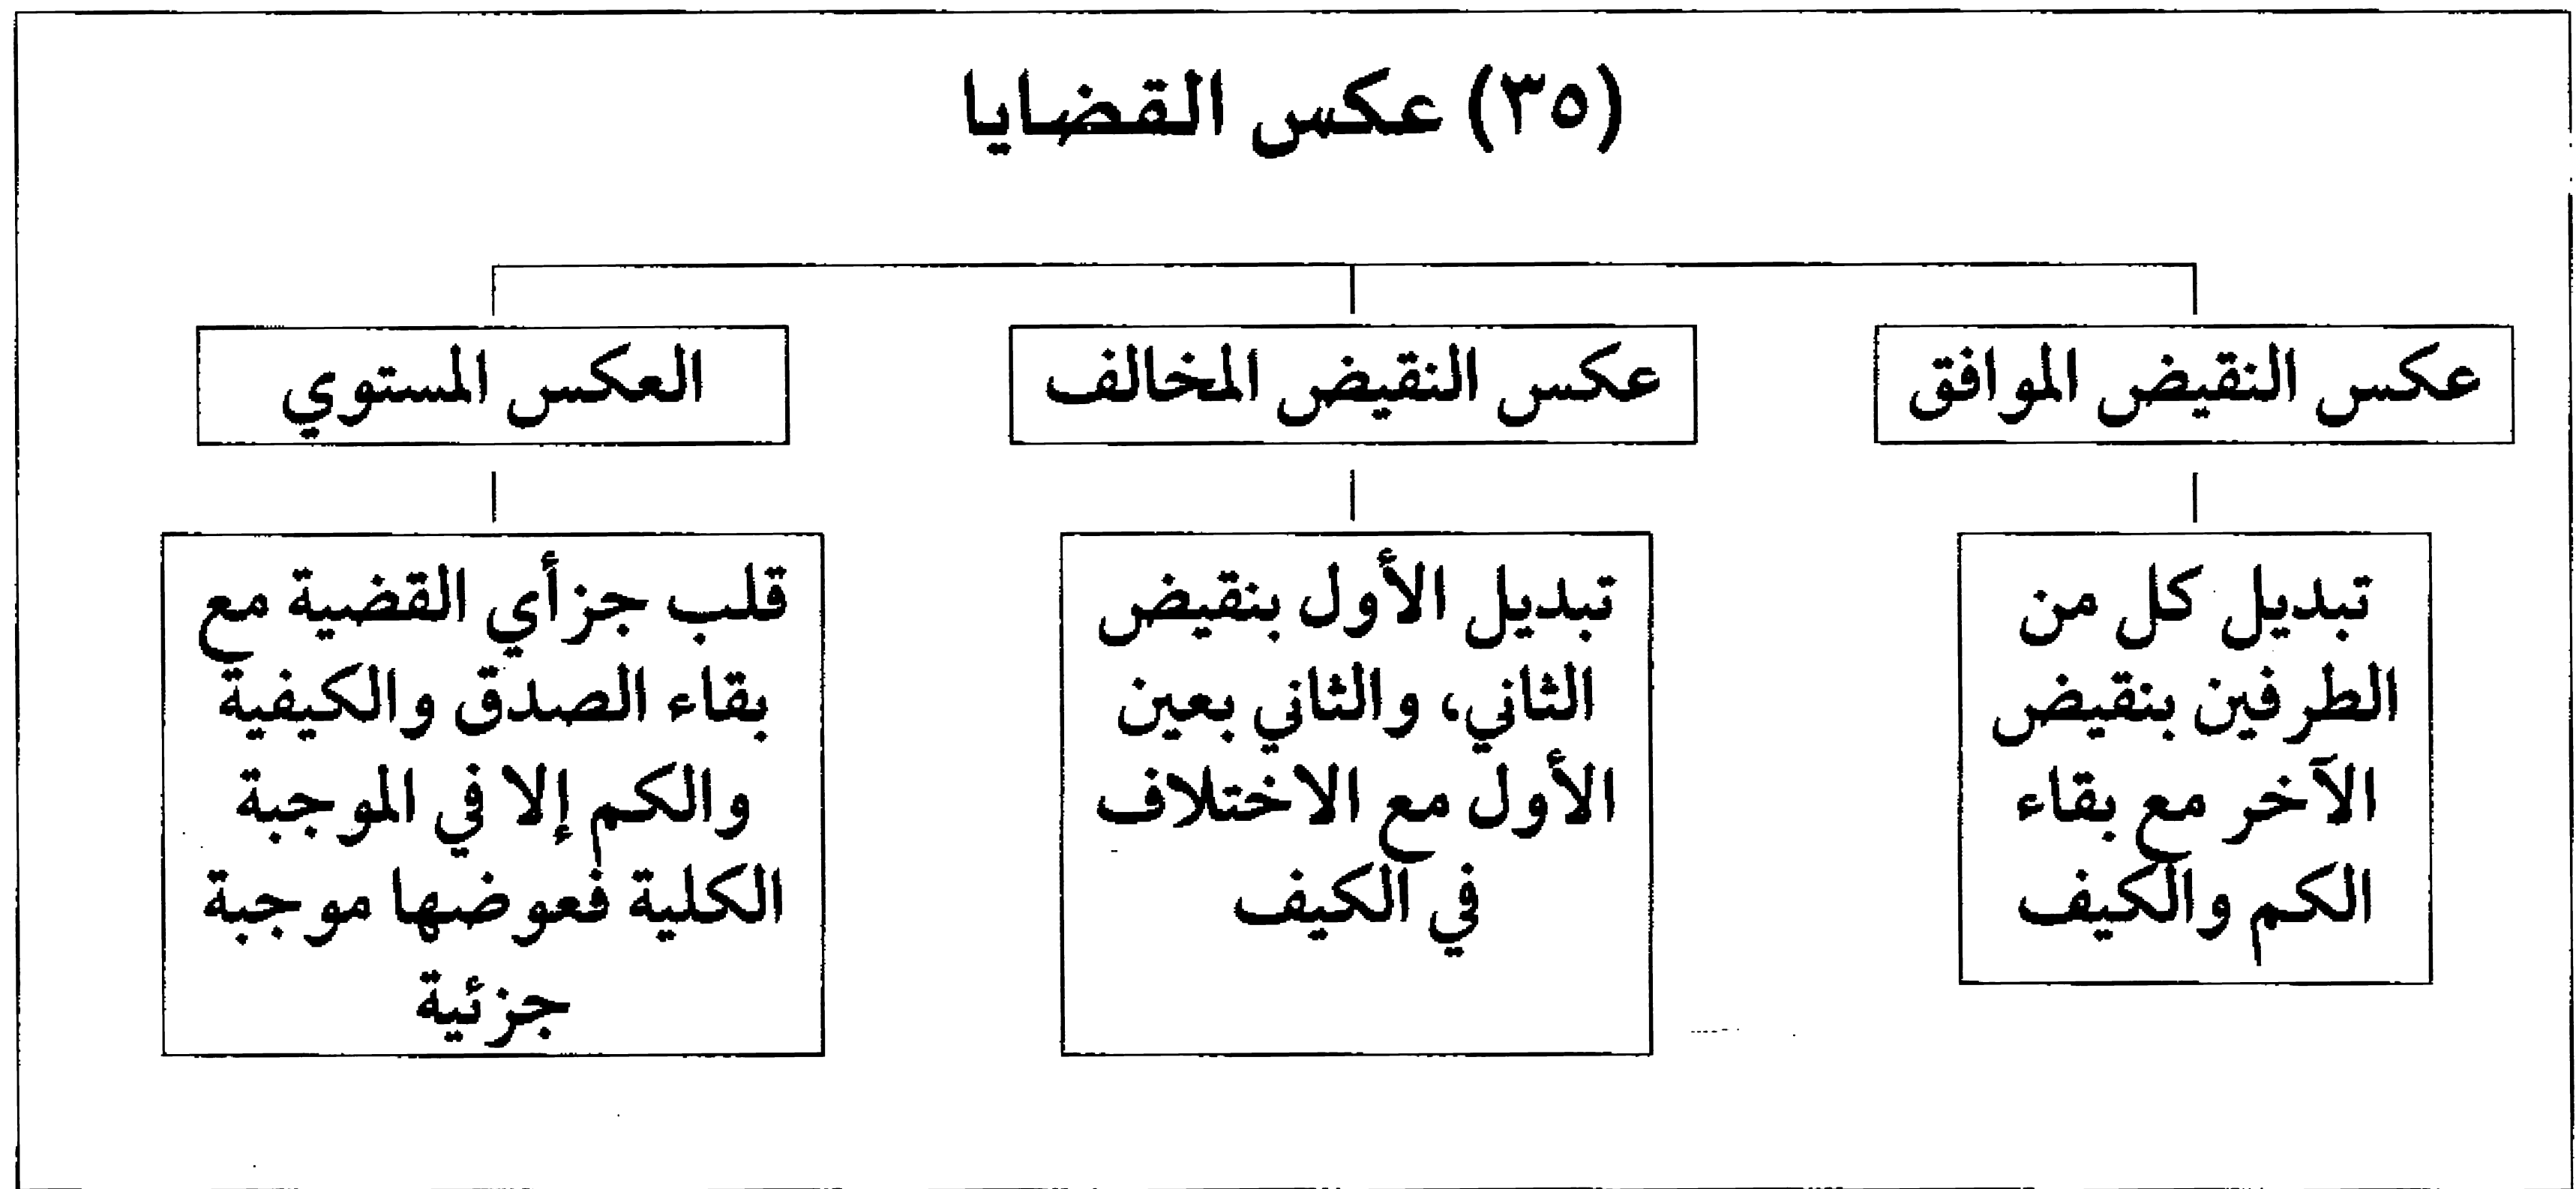 (٣٥) عكس القضايا
عكس النقيض الموافق
تبديل كل من
الطرفين بنقيض
الآخر مع بقاء
الكم والكيف
عكس النقيض المخالف
تبديل الأول بنقيض
الثاني، والثاني بعين
الأول مع الاختلاف
في الكيف
العكس المستوي
قلب جزأي القضية مع
بقاء الصدق والكيفية
والكم إلا في الموجبة
الكلية فعوضها موجبة
جزئية